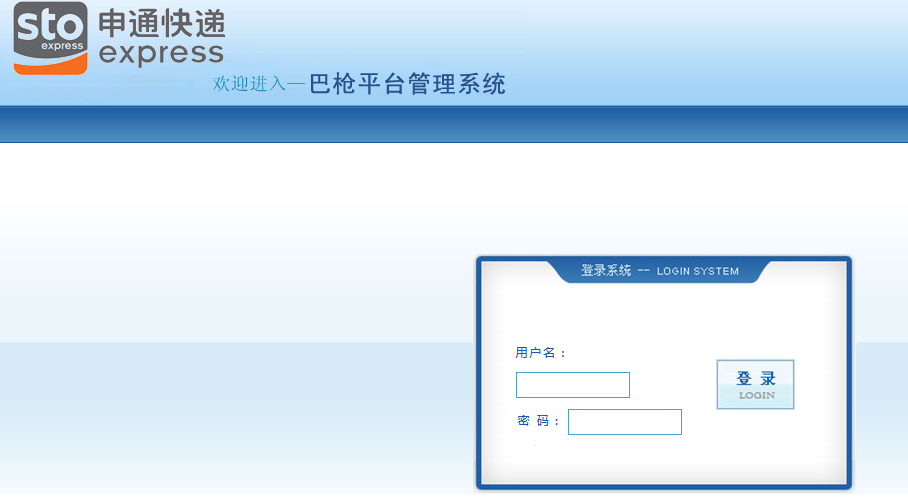 sto
express
申通快递
express
欢迎进入—巴枪平台管理系统
登录系统 -- LOGIN SYSTEM
用户名：
登 录
LOGIN
密 码：